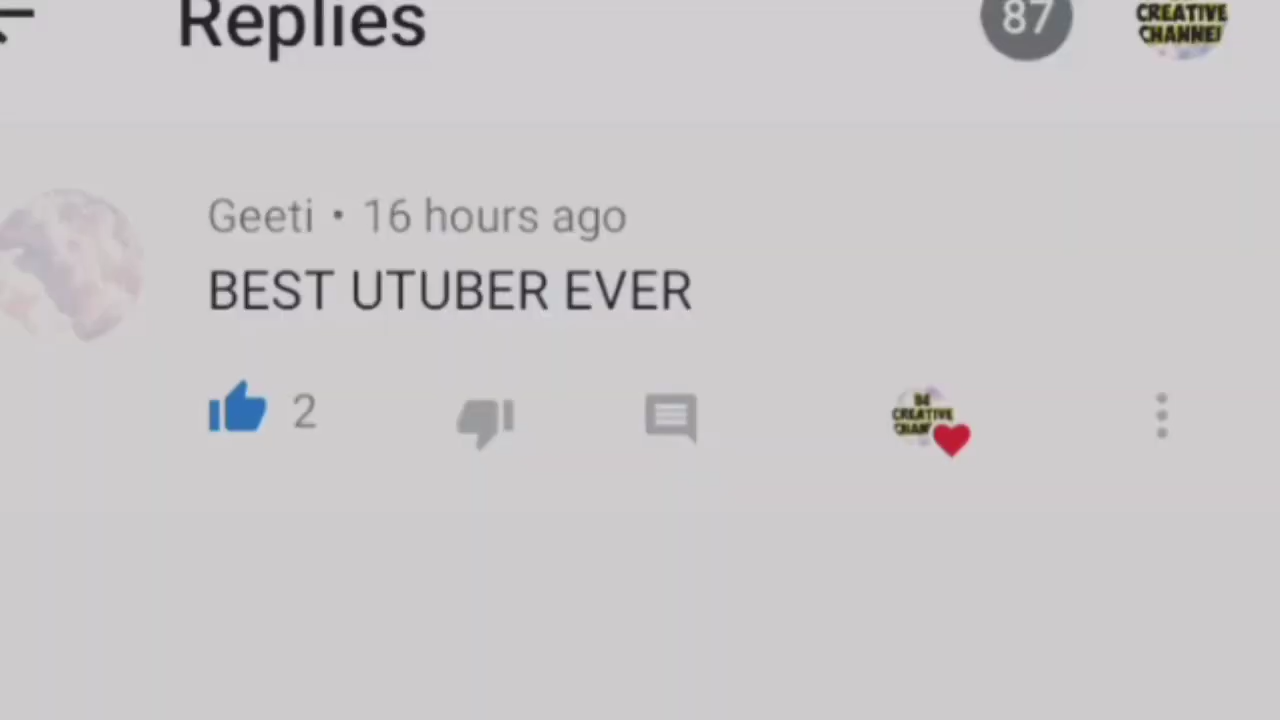 Replies
87
CREATIVE
CHANNEL
Geeti • 16 hours ago
BEST UTUBER EVER
2
CREATIVE